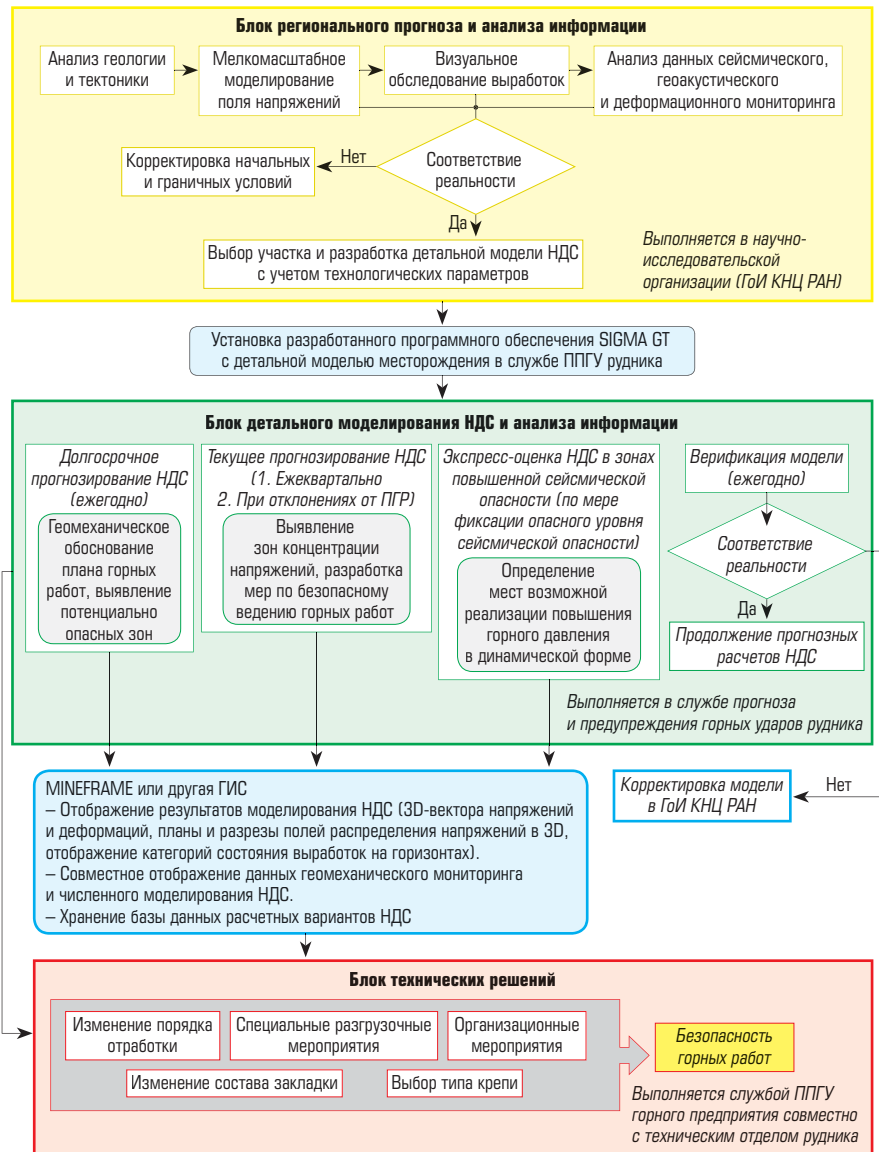 Блок регионального прогноза и анализа информации
Анализ геологии
и тектоники
Мелкомасштабное
моделирование
поля напряжений
Визуальное
обследование выработок
Анализ данных сейсмического,
геоакустического
и деформационного мониторинга
Корректировка начальных
и граничных условий
Нет
Соответствие
реальности
Да
Выбор участка и разработка детальной модели НДС
с учетом технологических параметров
Выполняется в научно-
исследовательской
организации (ГоИ КНЦ РАН)
Установка разработанного программного обеспечения SIGMA GT
с детальной моделью месторождения в службе ППГУ рудника
Блок детального моделирования НДС и анализа информации
Долгосрочное
прогнозирование НДС
(ежегодно)
Геомеханическое
обоснование
плана горных
работ, выявление
потенциально
опасных зон
Текущее прогнозирование НДС
(1. Ежеквартально
2. При отклонениях от ПГР)
Выявление
зон концентрации
напряжений, разработка
мер по безопасному
ведению горных работ
Экспресс-оценка НДС в зонах
повышенной сейсмической
опасности (по мере
фиксации опасного уровня
сейсмической опасности)
Определение
мест возможной
реализации повышения
горного давления
в динамической форме
Верификация модели
(ежегодно)
Соответствие
реальности
Да
Продолжение прогнозных
расчетов НДС
Выполняется в службе прогноза
и предупреждения горных ударов рудника
MINEFRAME или другая ГИС
– Отображение результатов моделирования НДС (3D-вектора напряжений
и деформаций, планы и разрезы полей распределения напряжений в 3D,
отображение категорий состояния выработок на горизонтах).
– Совместное отображение данных геомеханического мониторинга
и численного моделирования НДС.
– Хранение базы данных расчетных вариантов НДС
Корректировка модели
в ГоИ КНЦ РАН
Нет
Блок технических решений
Изменение порядка
отработки
Специальные разгрузочные
мероприятия
Организационные
мероприятия
Изменение состава закладки
Выбор типа крепи
Безопасность
горных работ
Выполняется службой ППГУ
горного предприятия совместно
с техническим отделом рудника